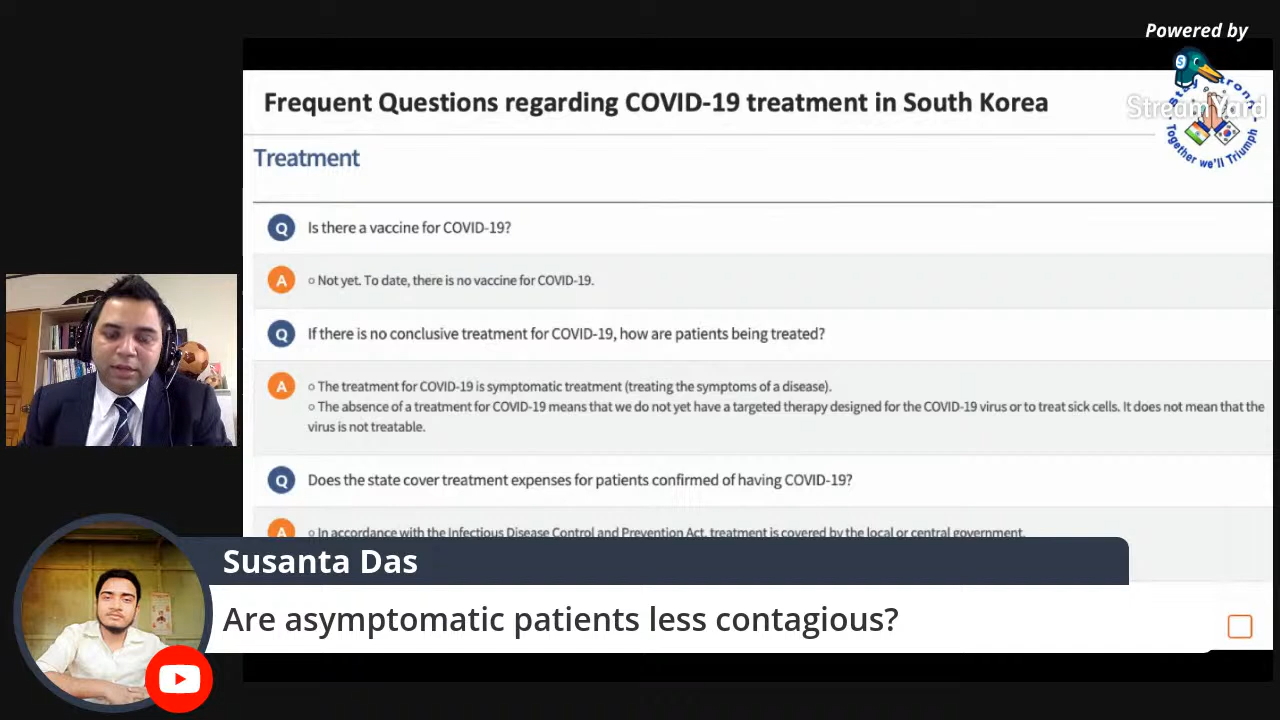 Powered by
StreamYard
Stay Strong
Together we'll Triumph
Frequent Questions regarding COVID-19 treatment in South Korea
Treatment
Q
Is there a vaccine for COVID-19?
A
Not yet. To date, there is no vaccine for COVID-19.
Q
If there is no conclusive treatment for COVID-19, how are patients being treated?
A
The treatment for COVID-19 is symptomatic treatment (treating the symptoms of a disease).
The absence of a treatment for COVID-19 means that we do not yet have a targeted therapy designed for the COVID-19 virus or to treat sick cells. It does not mean that the
virus is not treatable.
Q
Does the state cover treatment expenses for patients confirmed of having COVID-19?
A
In accordance with the Infectious Disease Control and Prevention Act, treatment is covered by the local or central government.
Susanta Das
Are asymptomatic patients less contagious?